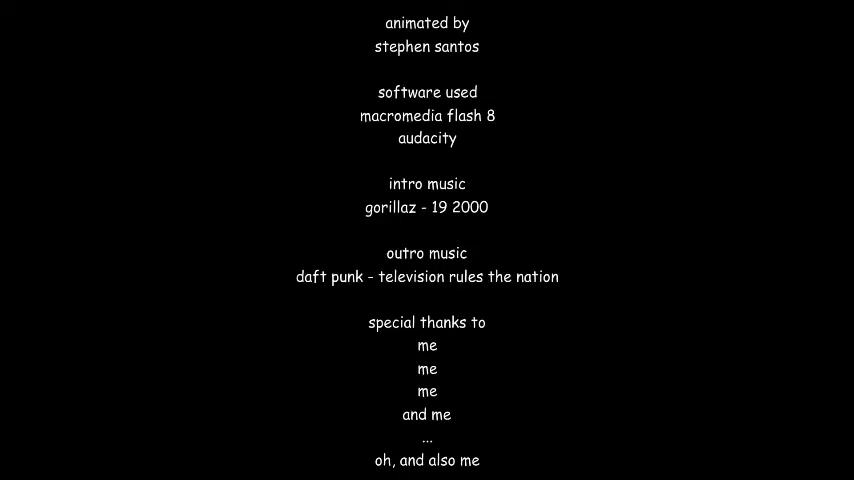 animated by
stephen santos
software used
macromedia flash 8
audacity
intro music
gorillaz - 19 2000
outro music
daft punk - television rules the nation
special thanks to
me
me
me
and me
...
oh, and also me